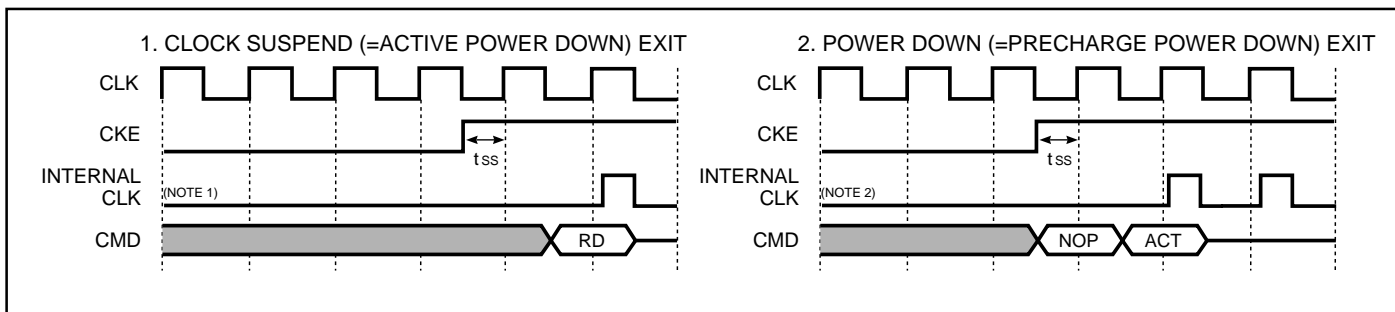 1. CLOCK SUSPEND (=ACTIVE POWER DOWN) EXIT
CLK
CKE
tss
INTERNAL
CLK
(NOTE 1)
CMD
RD
2. POWER DOWN (=PRECHARGE POWER DOWN) EXIT
CLK
CKE
tss
INTERNAL
CLK
(NOTE 2)
CMD
NOP
ACT